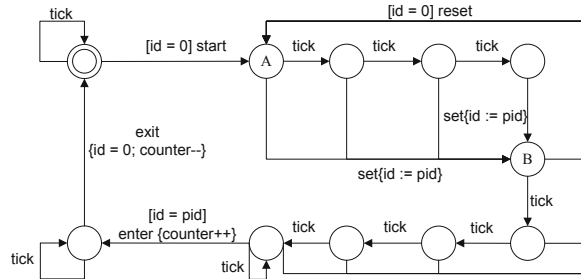 tick
[id = 0] start
[id = 0] reset
A
tick
tick
tick
set{id := pid}
exit
{id = 0; counter--}
set{id := pid}
B
tick
[id = pid]
enter {counter++}
tick
tick
tick
tick
tick